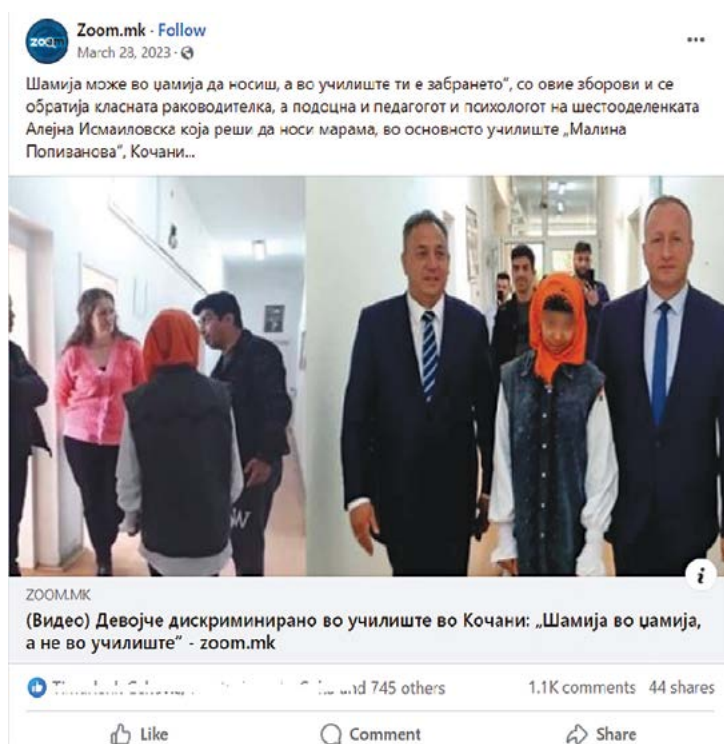 zoom
Zoom.mk · Follow
March 28, 2023 ·
Шамија може во џамија да носиш, а во училиште ти е забрането“, со овие зборови и се
обратија класната раководителка, а подоцна и педагогот и психологот на шестоодделенката
Алејна Исмаиловска која реши да носи марама, во основното училиште „Малина
Попиванова“, Кочани...
ZOOM.MK
(Видео) Девојче дискриминирано во училиште во Кочани: „Шамија во џамија,
а не во училиште“ - zoom.mk
and 745 others 1.1K comments 44 shares
Like Comment Share